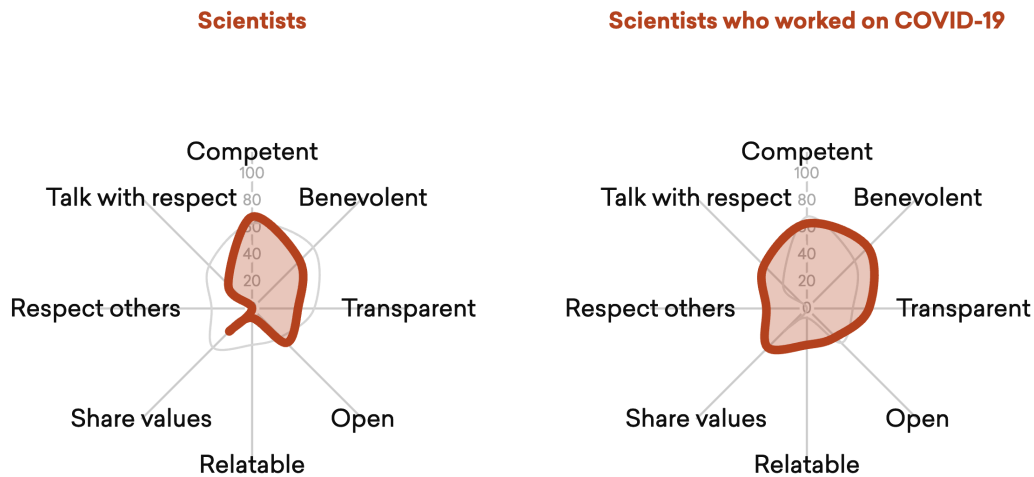 Scientists
Competent
100
80
60
40
20
Talk with respect
Benevolent
Respect others
Transparent
Share values
Open
Relatable
Scientists who worked on COVID-19
Competent
100
80
60
40
20
0
Talk with respect
Benevolent
Respect others
Transparent
Share values
Open
Relatable